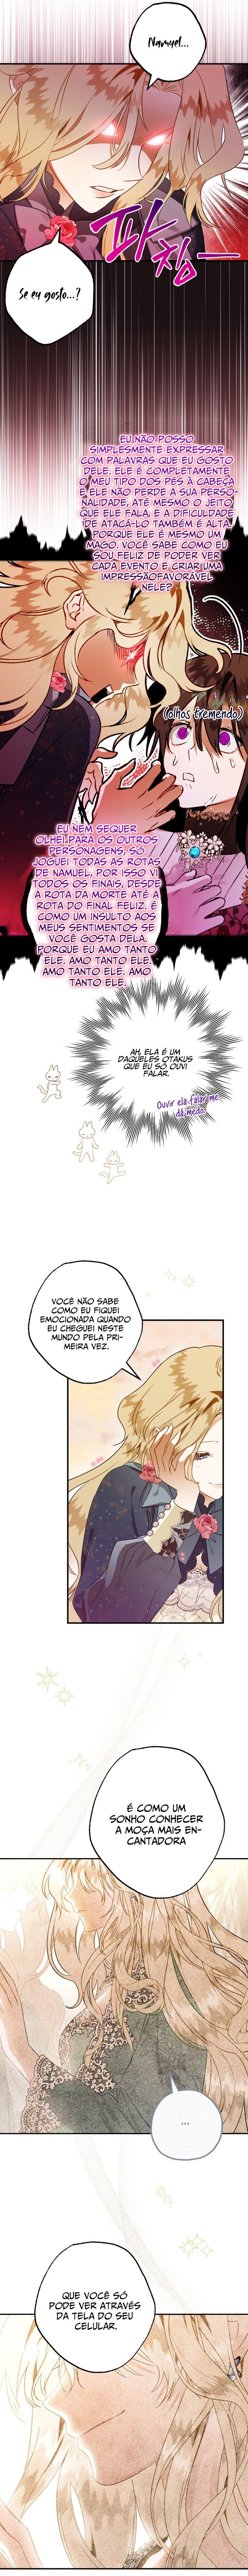 Namuel...
파
창
Se eu gosto...?
EU NÃO POSSO
SIMPLESMENTE EXPRESSAR
COM PALAVRAS QUE EU GOSTO
DELE. ELE É COMPLETAMENTE
O MEU TIPO DOS PÉS À CABEÇA
E ELE NÃO PERDE A SUA PERSO-
NALIDADE, ATÉ MESMO O JEITO
QUE ELE FALA, E A DIFICULDADE
DE ATACÁ-LO TAMBÉM É ALTA
PORQUE ELE É MESMO UM
MAGO. VOCÊ SABE COMO EU
SOU FELIZ DE PODER VER
CADA EVENTO E CRIAR UMA
IMPRESSÃOFAVORÁVEL
NELE?
(olhos tremendo)
EU NEM SEQUER
OLHEI PARA OS OUTROS
PERSONAGENS, SÓ
JOGUEI TODAS AS ROTAS
DE NAMUEL, POR ISSO VI
TODOS OS FINAIS, DESDE
A ROTA DA MORTE ATÉ A
ROTA DO FINAL FELIZ. É
COMO UM INSULTO AOS
MEUS SENTIMENTOS SE
VOCÊ GOSTA DELA.
PORQUE EU AMO TANTO
ELE. AMO TANTO ELE.
AMO TANTO ELE. AMO
TANTO ELE.
AH, ELA É UM
DAQUELES OTAKUS
QUE EU SÓ OUVI
FALAR.
Ouvir ela falar me
dá medo.
VOCÊ NÃO SABE
COMO EU FIQUEI
EMOCIONADA QUANDO
EU CHEGUEI NESTE
MUNDO PELA PRI-
MEIRA VEZ.
É COMO UM
SONHO CONHECER
A MOÇA MAIS EN-
CANTADORA
...
QUE VOCÊ SÓ
PODE VER ATRAVÉS
DA TELA DO SEU
CELULAR.